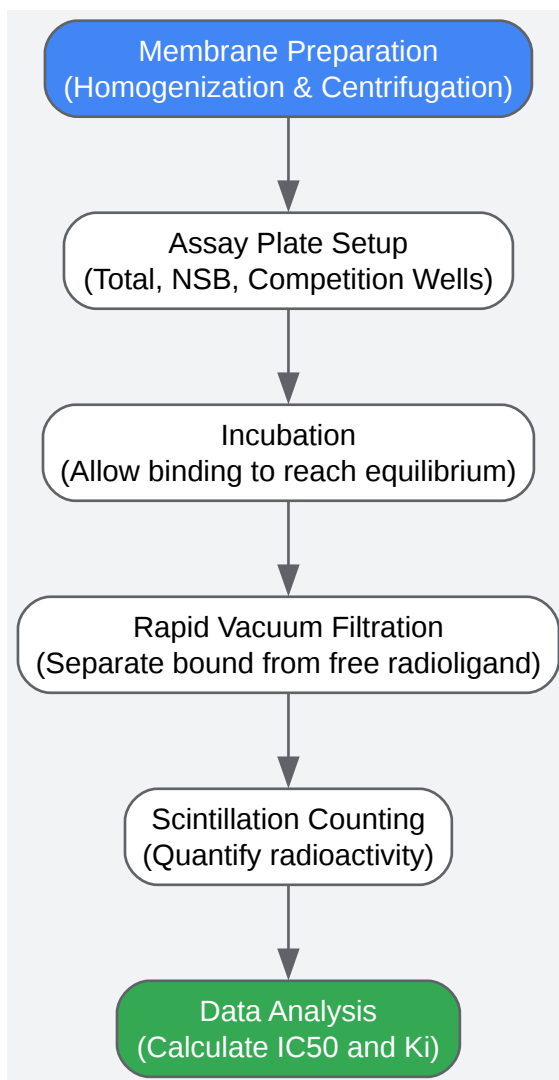 Membrane Preparation
(Homogenization & Centrifugation)
Assay Plate Setup
(Total, NSB, Competition Wells)
Incubation
(Allow binding to reach equilibrium)
Rapid Vacuum Filtration
(Separate bound from free radioligand)
Scintillation Counting
(Quantify radioactivity)
Data Analysis
(Calculate IC50 and Ki)